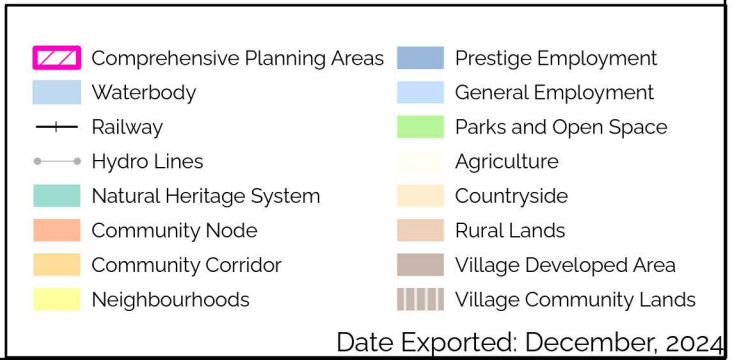 Comprehensive Planning Areas
Waterbody
Railway
Hydro Lines
Natural Heritage System
Community Node
Community Corridor
Neighbourhoods
Prestige Employment
General Employment
Parks and Open Space
Agriculture
Countryside
Rural Lands
Village Developed Area
Village Community Lands
Date Exported: December, 2024